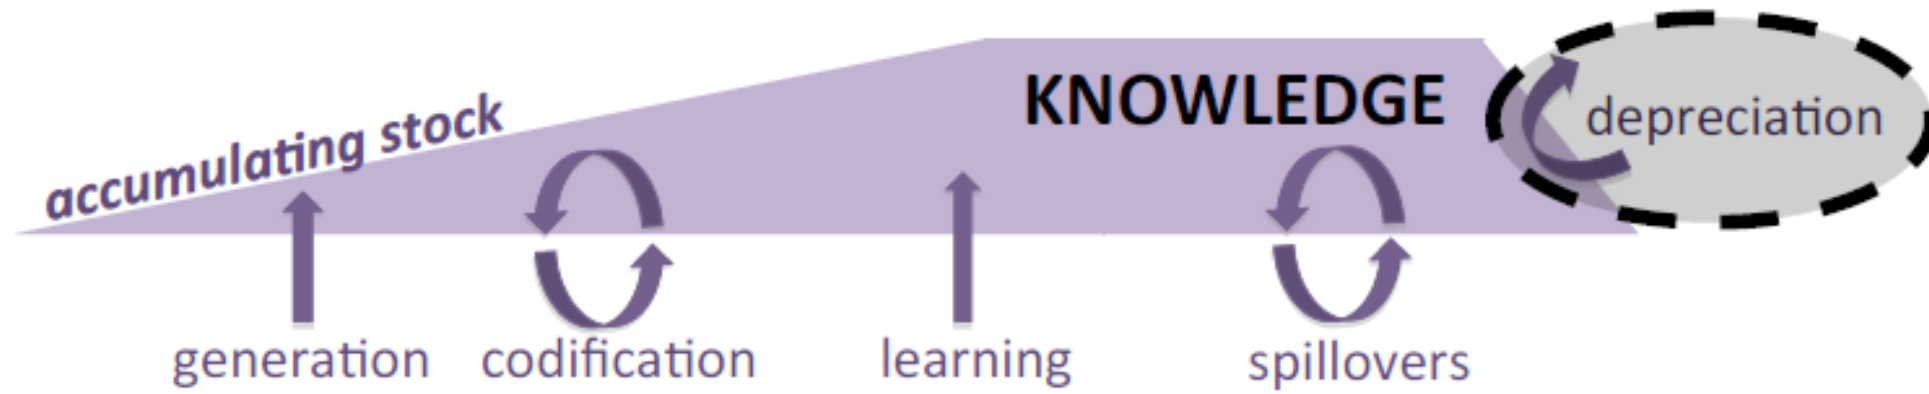 accumulating stock
KNOWLEDGE
depreciation
generation
codification
learning
spillovers